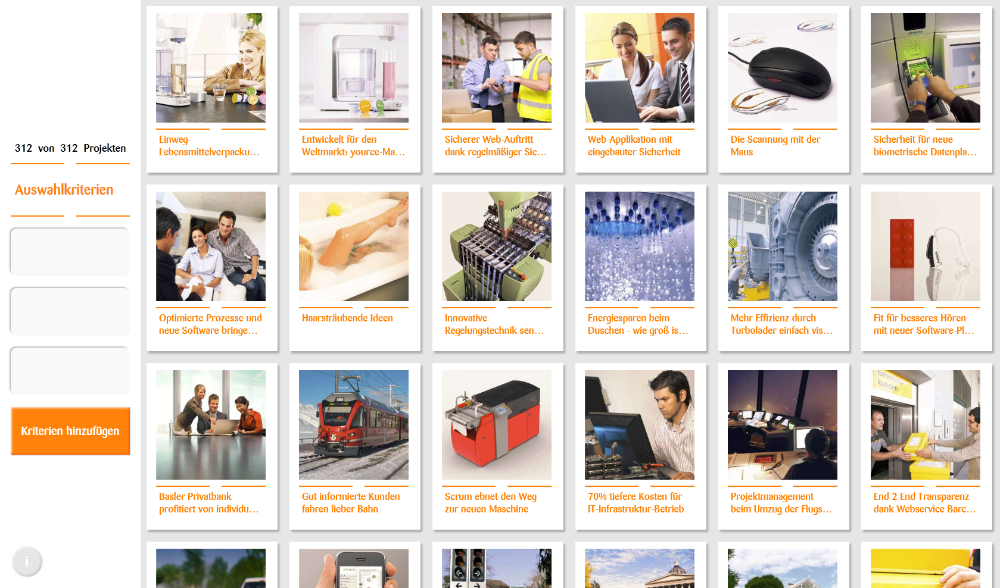 312 von 312 Projekten
Auswahlkriterien
Kriterien hinzufügen
i
Einweg-
Lebensmittelverpacku...
Entwickelt für den
Weltmarkt: yource-Ma...
Sicherer Web-Auftritt
dank regelmäßiger Sic...
Web-Applikation mit
eingebauter Sicherheit
Die Scannung mit der
Maus
SIEMENS
Sicherheit für neue
biometrische Datenpla...
Optimierte Prozesse und
neue Software bringe...
Haarsträubende Ideen
Innovative
Regelungstechnik sen...
Energiesparen beim
Duschen - wie groß is...
Mehr Effizienz durch
Turbolader einfach vis...
Fit für besseres Hören
mit neuer Software-Pl...
Basler Privatbank
profitiert von individu...
Gut informierte Kunden
fahren lieber Bahn
Scrum ebnet den Weg
zur neuen Maschine
70% tiefere Kosten für
IT-Infrastruktur-Betrieb
Projektmanagement
beim Umzug der Flugs...
Geschäfts
kunden
End 2 End Transparenz
dank Webservice Barc...